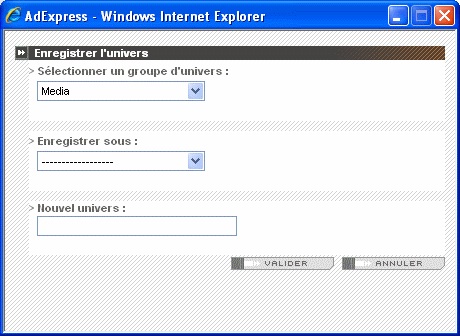 AdExpress - Windows Internet Explorer
Enregistrer l'univers
> Sélectionner un groupe d'univers :
Media
> Enregistrer sous :
------------------
> Nouvel univers :
VALIDER ANNULER